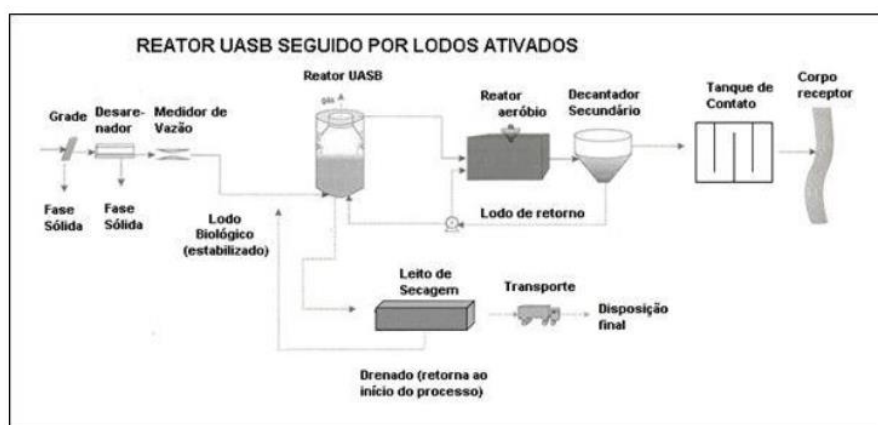 REATOR UASB SEGUIDO POR LODOS ATIVADOS
Reator UASB
gás
Grade
Desare-
nador
Medidor de
Vazão
Reator
aeróbio
Decantador
Secundário
Tanque de
Contato
Corpo
receptor
Fase
Sólida
Fase
Sólida
Lodo
Biológico
(estabilizado)
Lodo de retorno
Leito de
Secagem
Transporte
Disposição
final
Drenado (retorna ao
início do processo)